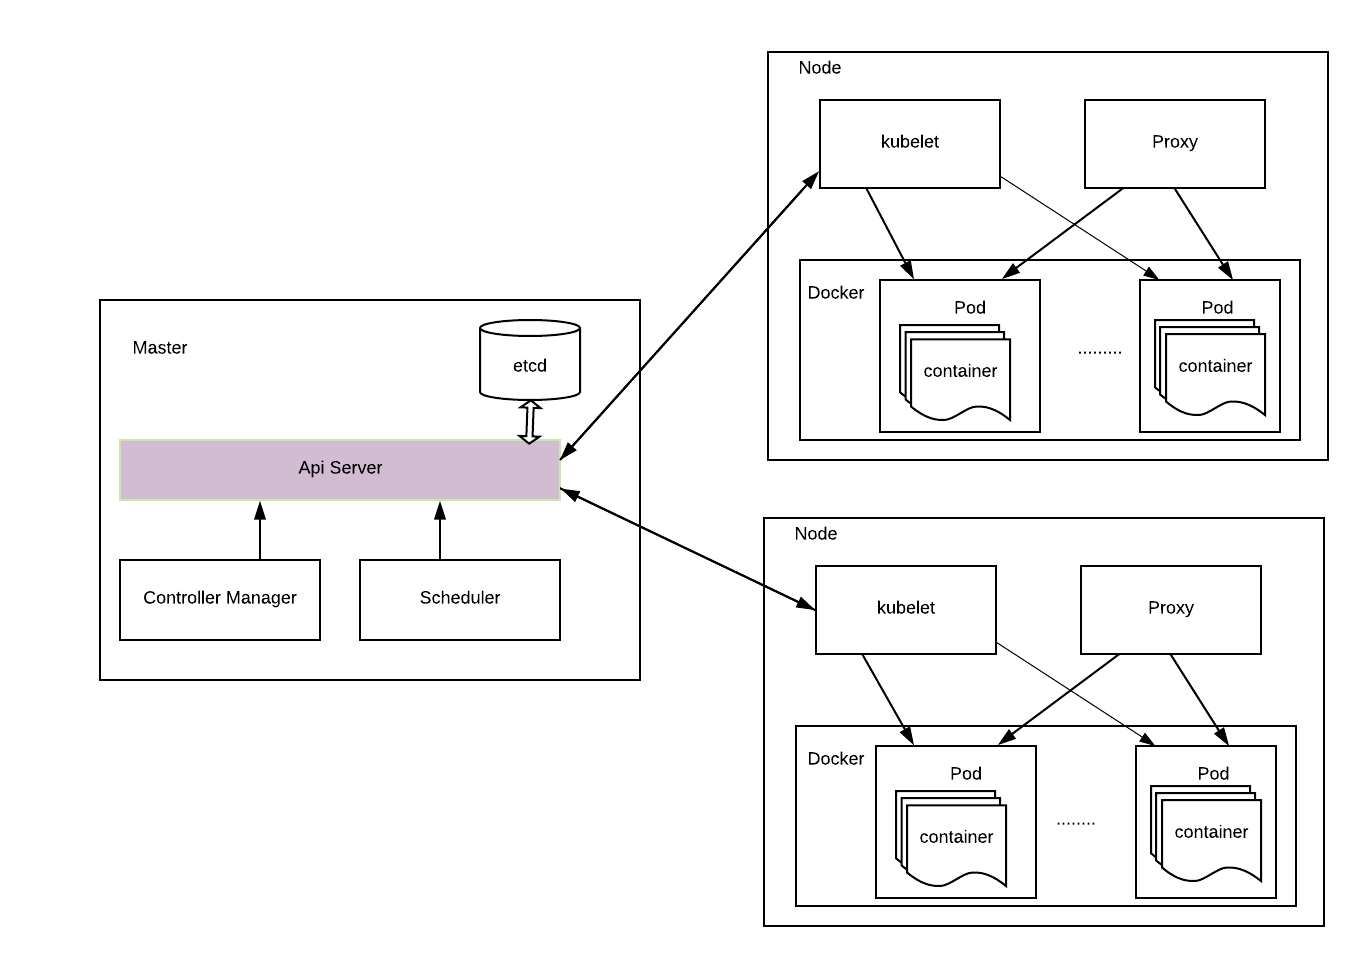 Master
etcd
Api Server
Controller Manager
Scheduler
Node
kubelet
Proxy
Docker
Pod
container
.........
Pod
container
Node
kubelet
Proxy
Docker
Pod
container
........
Pod
container